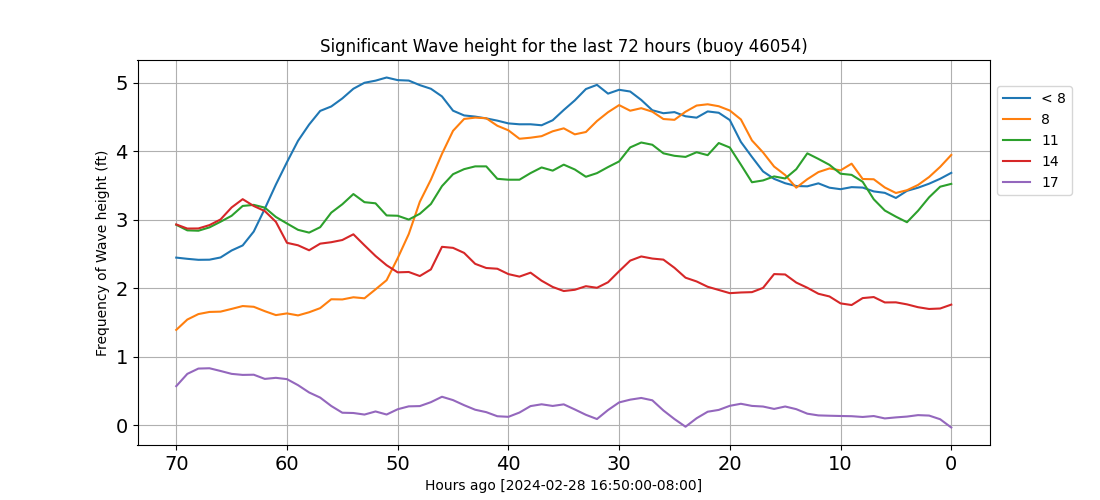 Significant Wave height for the last 72 hours (buoy 46054)
Frequency of Wave height (ft)
5
4
3
2
1
0
70 60 50 40 30 20 10 0
Hours ago [2024-02-28 16:50:00-08:00]
< 8
8
11
14
17